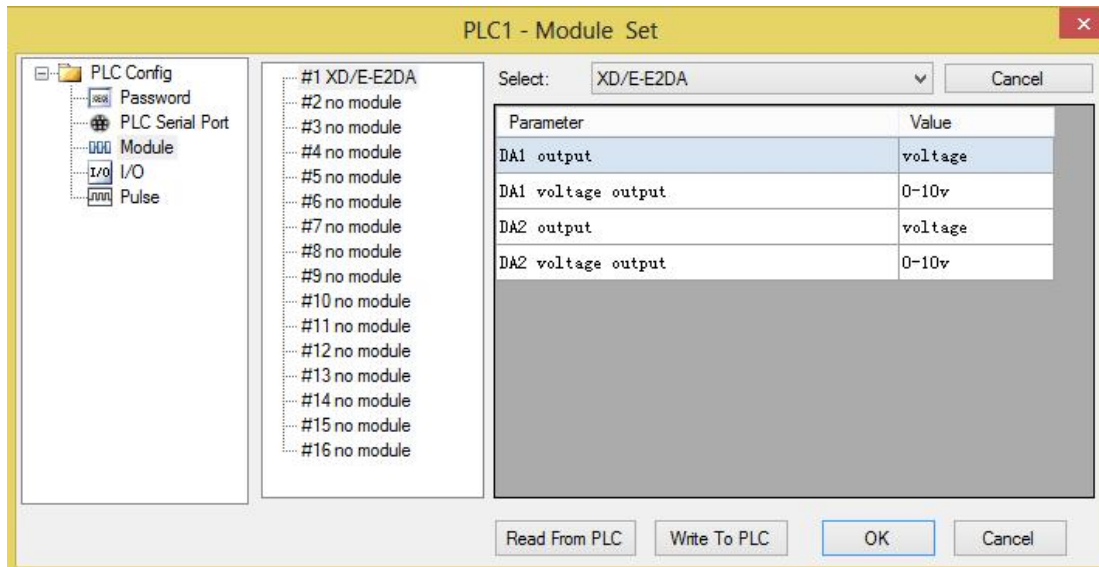 PLC1 - Module Set
PLC Config
Password
PLC Serial Port
Module
I/O
I/O
Pulse
#1 XD/E-E2DA
#2 no module
#3 no module
#4 no module
#5 no module
#6 no module
#7 no module
#8 no module
#9 no module
#10 no module
#11 no module
#12 no module
#13 no module
#14 no module
#15 no module
#16 no module
Select: XD/E-E2DA Cancel
Parameter Value
DA1 output voltage
DA1 voltage output 0-10v
DA2 output voltage
DA2 voltage output 0-10v
Read From PLC Write To PLC OK Cancel